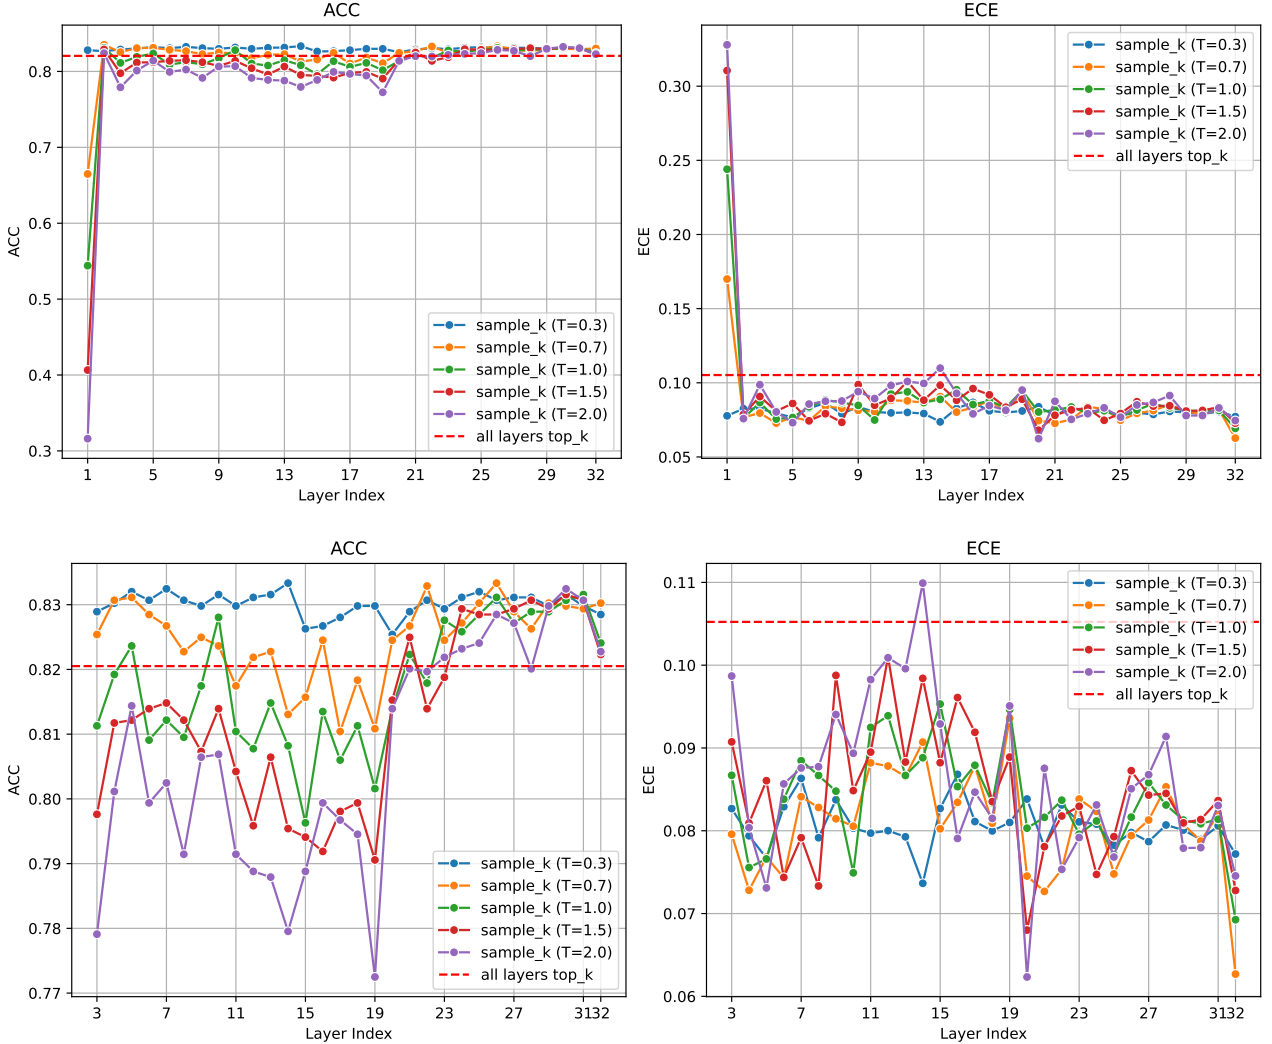 ACC
ACC
0.8
0.7
0.6
0.5
0.4
0.3
1 5 9 13 17 21 25 29 32
Layer Index
sample_k (T=0.3)
sample_k (T=0.7)
sample_k (T=1.0)
sample_k (T=1.5)
sample_k (T=2.0)
all layers top_k
ECE
ECE
0.30
0.25
0.20
0.15
0.10
0.05
1 5 9 13 17 21 25 29 32
Layer Index
sample_k (T=0.3)
sample_k (T=0.7)
sample_k (T=1.0)
sample_k (T=1.5)
sample_k (T=2.0)
all layers top_k
ACC
ACC
0.83
0.82
0.81
0.80
0.79
0.78
0.77
3 7 11 15 19 23 27 31 32
Layer Index
sample_k (T=0.3)
sample_k (T=0.7)
sample_k (T=1.0)
sample_k (T=1.5)
sample_k (T=2.0)
all layers top_k
ECE
ECE
0.11
0.10
0.09
0.08
0.07
0.06
3 7 11 15 19 23 27 31 32
Layer Index
sample_k (T=0.3)
sample_k (T=0.7)
sample_k (T=1.0)
sample_k (T=1.5)
sample_k (T=2.0)
all layers top_k